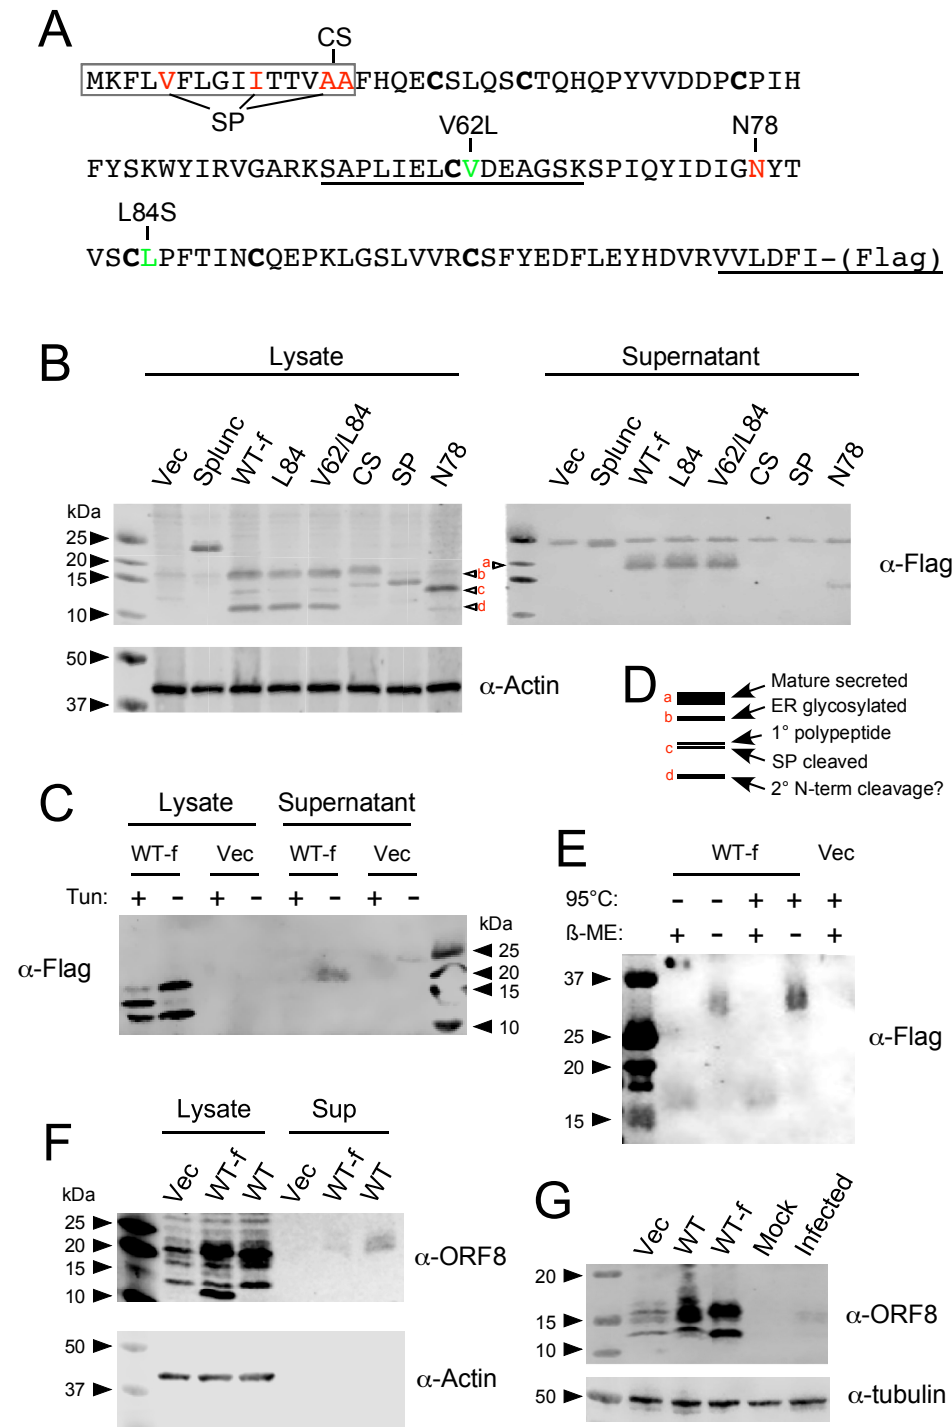 A
CS
MKFLVFLGIITTVAAFHQECSLQSCTQHQPYVVDDPCPIH
SP
V62L N78
FYSKWYIRVGARKSAPLIELCVDEAGSKSPIQYIDIGNYT
L84S
VSCLPFTINCQEPKLGSLVVRCSFYEDFLEYHDVRVVLDFI-(Flag)
B
Lysate Supernatant
Vec Splunc WT-f L84 V62/L84 CS SP N78 Vec Splunc WT-f L84 V62/L84 CS SP N78
kDa
25
20
15
10
a
b
c
d
α-Flag
50
37
α-Actin
D
a Mature secreted
b ER glycosylated
1° polypeptide
c SP cleaved
d 2° N-term cleavage?
C
Lysate Supernatant
WT-f Vec WT-f Vec
Tun: + - + - + - + -
kDa
α-Flag
25
20
15
10
E
WT-f Vec
95°C: - - + + +
ß-ME: + - + - +
37
25
20
15
α-Flag
F
Lysate Sup
Vec WT-f WT Vec WT-f WT
kDa
25
20
15
10
α-ORF8
50
37
α-Actin
G
Vec WT WT-f Mock Infected
20
15
10
α-ORF8
50
α-tubulin